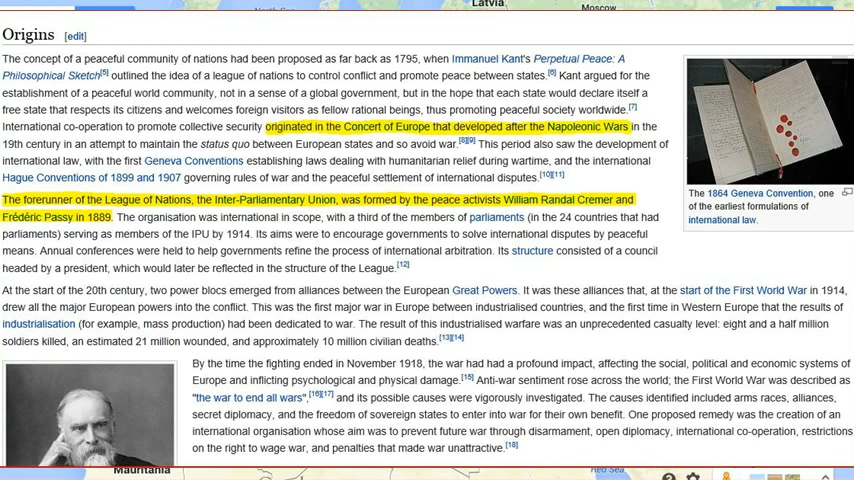 Latvia
Moscow
Origins [edit]
The concept of a peaceful community of nations had been proposed as far back as 1795, when Immanuel Kant's Perpetual Peace: A
Philosophical Sketch[5] outlined the idea of a league of nations to control conflict and promote peace between states.[6] Kant argued for the
establishment of a peaceful world community, not in a sense of a global government, but in the hope that each state would declare itself a
free state that respects its citizens and welcomes foreign visitors as fellow rational beings, thus promoting peaceful society worldwide.[7]
International co-operation to promote collective security originated in the Concert of Europe that developed after the Napoleonic Wars in the
19th century in an attempt to maintain the status quo between European states and so avoid war.[8][9] This period also saw the development of
international law, with the first Geneva Conventions establishing laws dealing with humanitarian relief during wartime, and the international
Hague Conventions of 1899 and 1907 governing rules of war and the peaceful settlement of international disputes.[10][11]
The 1864 Geneva Convention, one
of the earliest formulations of
international law.
The forerunner of the League of Nations, the Inter-Parliamentary Union, was formed by the peace activists William Randal Cremer and
Frédéric Passy in 1889. The organisation was international in scope, with a third of the members of parliaments (in the 24 countries that had
parliaments) serving as members of the IPU by 1914. Its aims were to encourage governments to solve international disputes by peaceful
means. Annual conferences were held to help governments refine the process of international arbitration. Its structure consisted of a council
headed by a president, which would later be reflected in the structure of the League.[12]
At the start of the 20th century, two power blocs emerged from alliances between the European Great Powers. It was these alliances that, at the start of the First World War in 1914,
drew all the major European powers into the conflict. This was the first major war in Europe between industrialised countries, and the first time in Western Europe that the results of
industrialisation (for example, mass production) had been dedicated to war. The result of this industrialised warfare was an unprecedented casualty level: eight and a half million
soldiers killed, an estimated 21 million wounded, and approximately 10 million civilian deaths.[13][14]
By the time the fighting ended in November 1918, the war had had a profound impact, affecting the social, political and economic systems of
Europe and inflicting psychological and physical damage.[15] Anti-war sentiment rose across the world; the First World War was described as
"the war to end all wars",[16][17] and its possible causes were vigorously investigated. The causes identified included arms races, alliances,
secret diplomacy, and the freedom of sovereign states to enter into war for their own benefit. One proposed remedy was the creation of an
international organisation whose aim was to prevent future war through disarmament, open diplomacy, international co-operation, restrictions
on the right to wage war, and penalties that made war unattractive.[18]
Mauritania
Red Sea